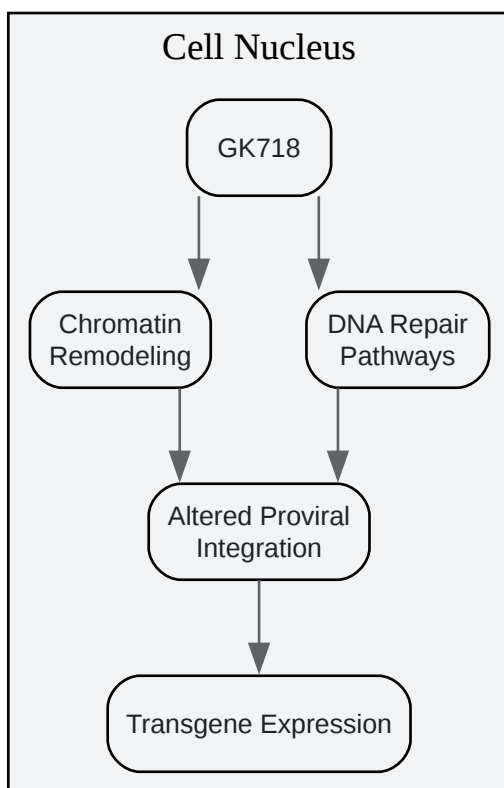 Cell Nucleus
GK718
Chromatin
Remodeling
DNA Repair
Pathways
Altered Proviral
Integration
Transgene Expression